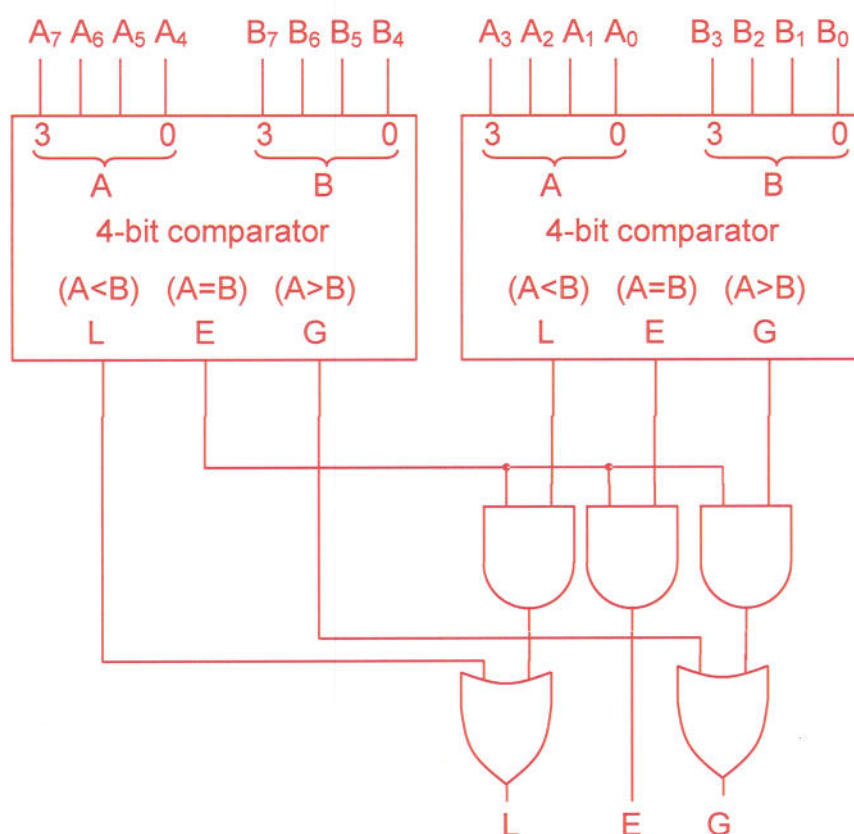 A₇ A₆ A₅ A₄ B₇ B₆ B₅ B₄ A₃ A₂ A₁ A₀ B₃ B₂ B₁ B₀
3 0 3 0 3 0 3 0
A B A B
4-bit comparator 4-bit comparator
(A<B) (A=B) (A>B) (A<B) (A=B) (A>B)
L E G L E G
L E G